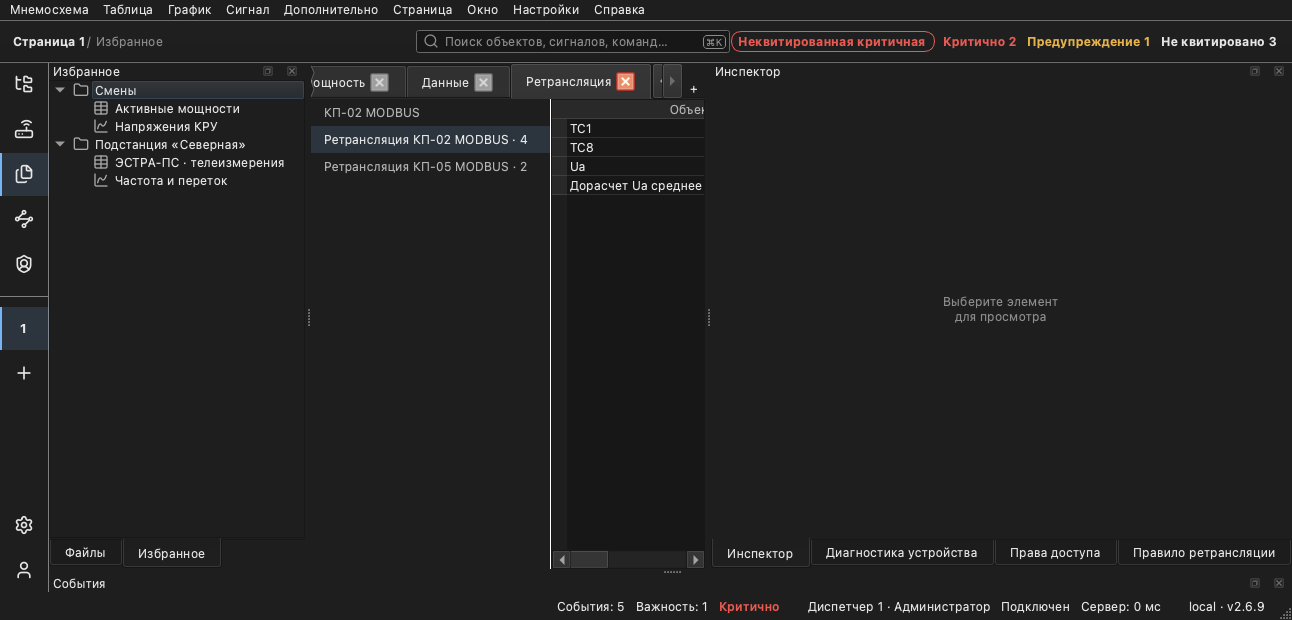 Мнемосхема Таблица График Сигнал Дополнительно Страница Окно Настройки Справка
Страница 1 / Избранное
Поиск объектов, сигналов, команд... ⌘K
Неквитированная критичная Критично 2 Предупреждение 1 Не квитировано 3
Избранное
Смены
Активные мощности
Напряжения КРУ
Подстанция «Северная»
ЭСТРА-ПС · телеизмерения
Частота и переток
Файлы Избранное
1
ощность Данные Ретрансляция +
КП-02 MODBUS
Ретрансляция КП-02 MODBUS · 4
Ретрансляция КП-05 MODBUS · 2
Объек
ТС1
ТС8
Ua
Дорасчет Ua среднее
Инспектор
Выберите элемент
для просмотра
Инспектор Диагностика устройства Права доступа Правило ретрансляции
События
События: 5 Важность: 1 Критично Диспетчер 1 · Администратор Подключен Сервер: 0 мс local · v2.6.9